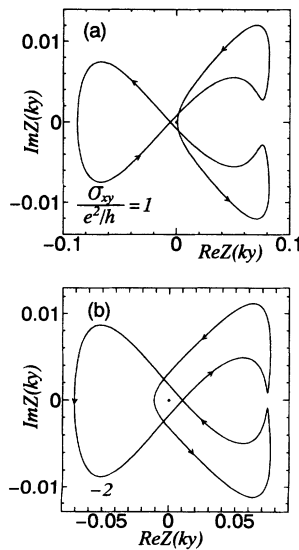 (a)
ImZ(ky)
0.01
0
-0.01
σxy
e²/h
=1
-0.1
0
0.1
ReZ(ky)
(b)
ImZ(ky)
0.01
0
-0.01
-2
-0.05
0
0.05
ReZ(ky)